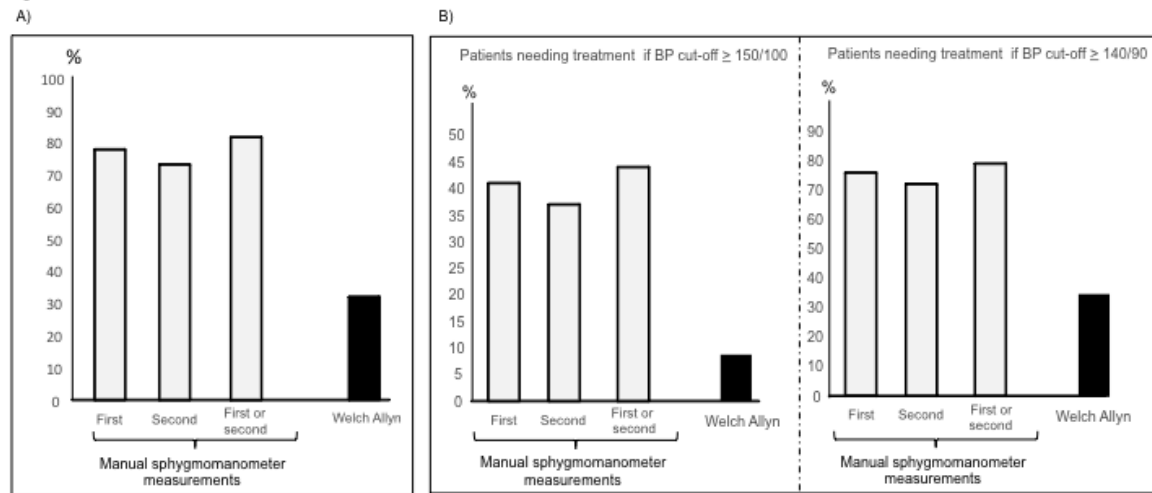 A)
%
100
90
80
70
60
50
40
30
20
10
0
First Second First or second Welch Allyn
Manual sphygmomanometer
measurements
B)
Patients needing treatment if BP cut-off ≥ 150/100
%
50
45
40
35
30
25
20
15
10
5
0
First Second First or second Welch Allyn
Manual sphygmomanometer
measurements
Patients needing treatment if BP cut-off ≥ 140/90
%
90
80
70
60
50
40
30
20
10
0
First Second First or second Welch Allyn
Manual sphygmomanometer
measurements